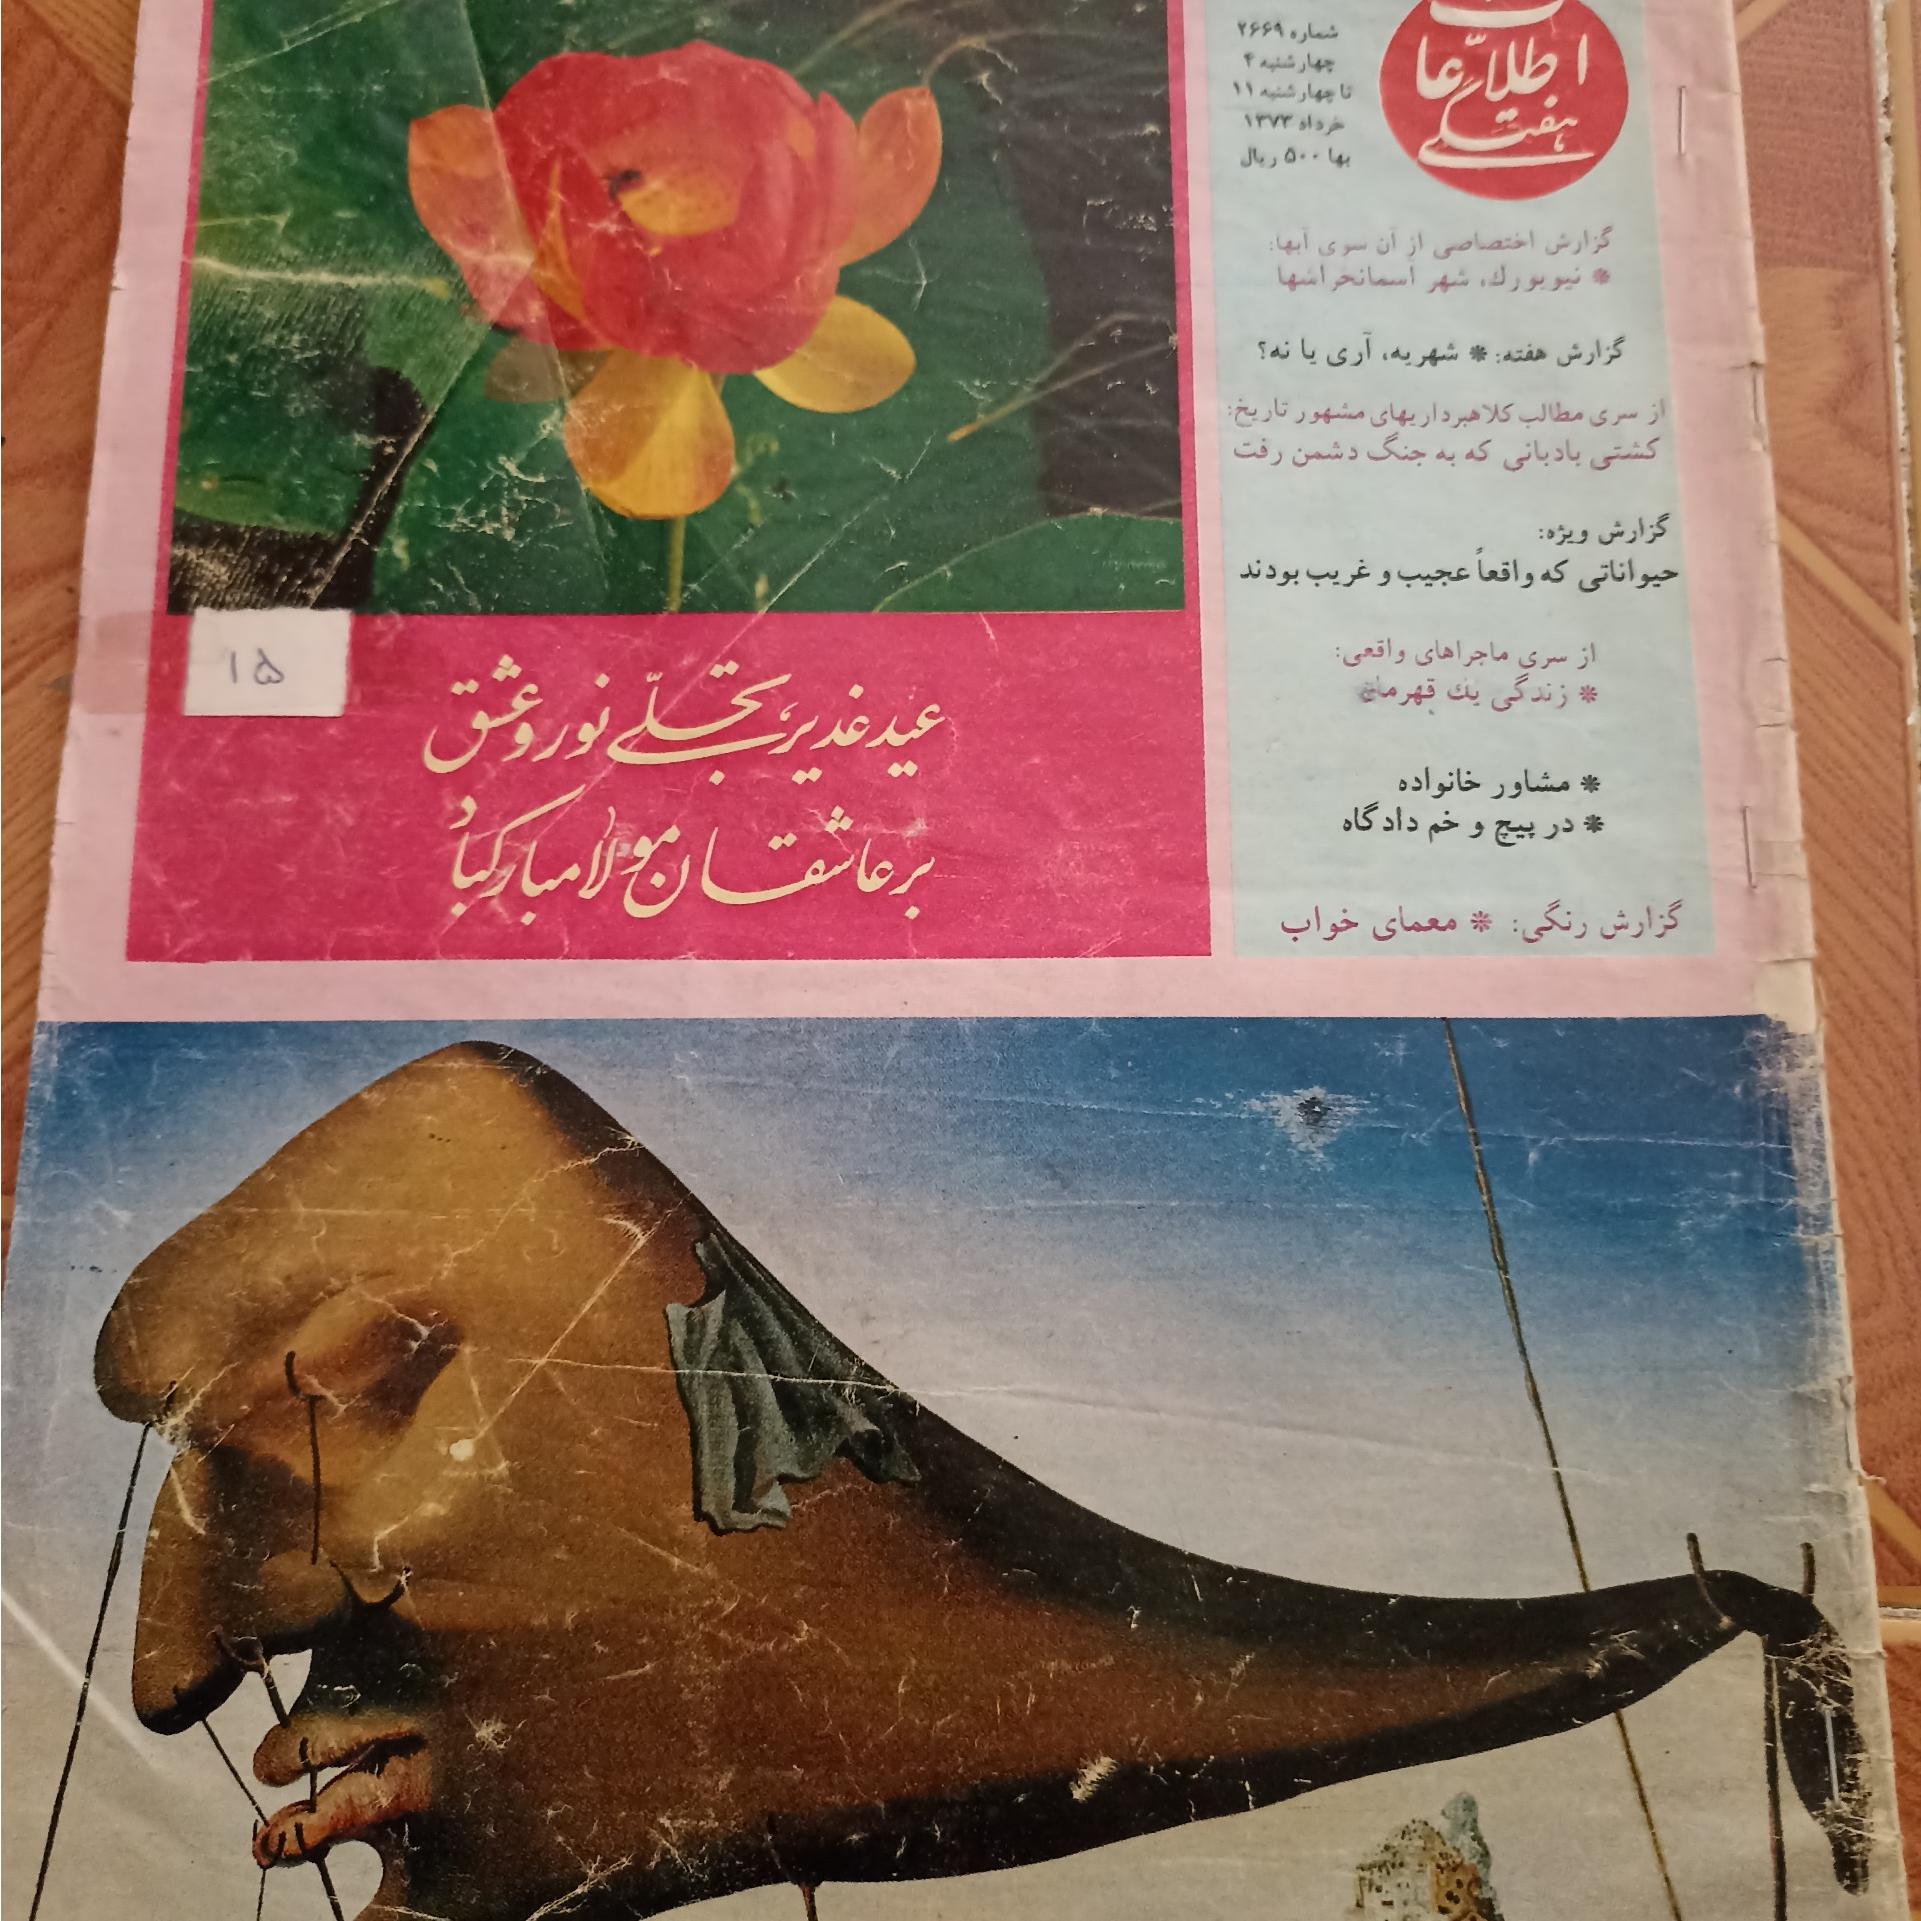 اطلاعات
هفتگی
شماره ۲۶۶۹
چهارشنبه ۴
تا چهارشنبه ۱۱
خرداد ۱۳۷۳
بها ۵۰۰ ریال
گزارش اختصاصی از آن سوی آبها:
* نیویورك، شهر آسمانخراشها
گزارش هفته: * شهریه، آری یا نه؟
از سری مطالب کلاهبرداریهای مشهور تاریخ:
کشتی بادبانی که به جنگ دشمن رفت
گزارش ویژه:
حیواناتی که واقعاً عجیب و غریب بودند
از سری ماجراهای واقعی:
* زندگی یك قهرمان
* مشاور خانواده
* در پیچ و خم دادگاه
گزارش رنگی: * معمای خواب
عید غدیر، تجلّی نور و عشق
بر عاشقان مولا مبارکباد
۱۵